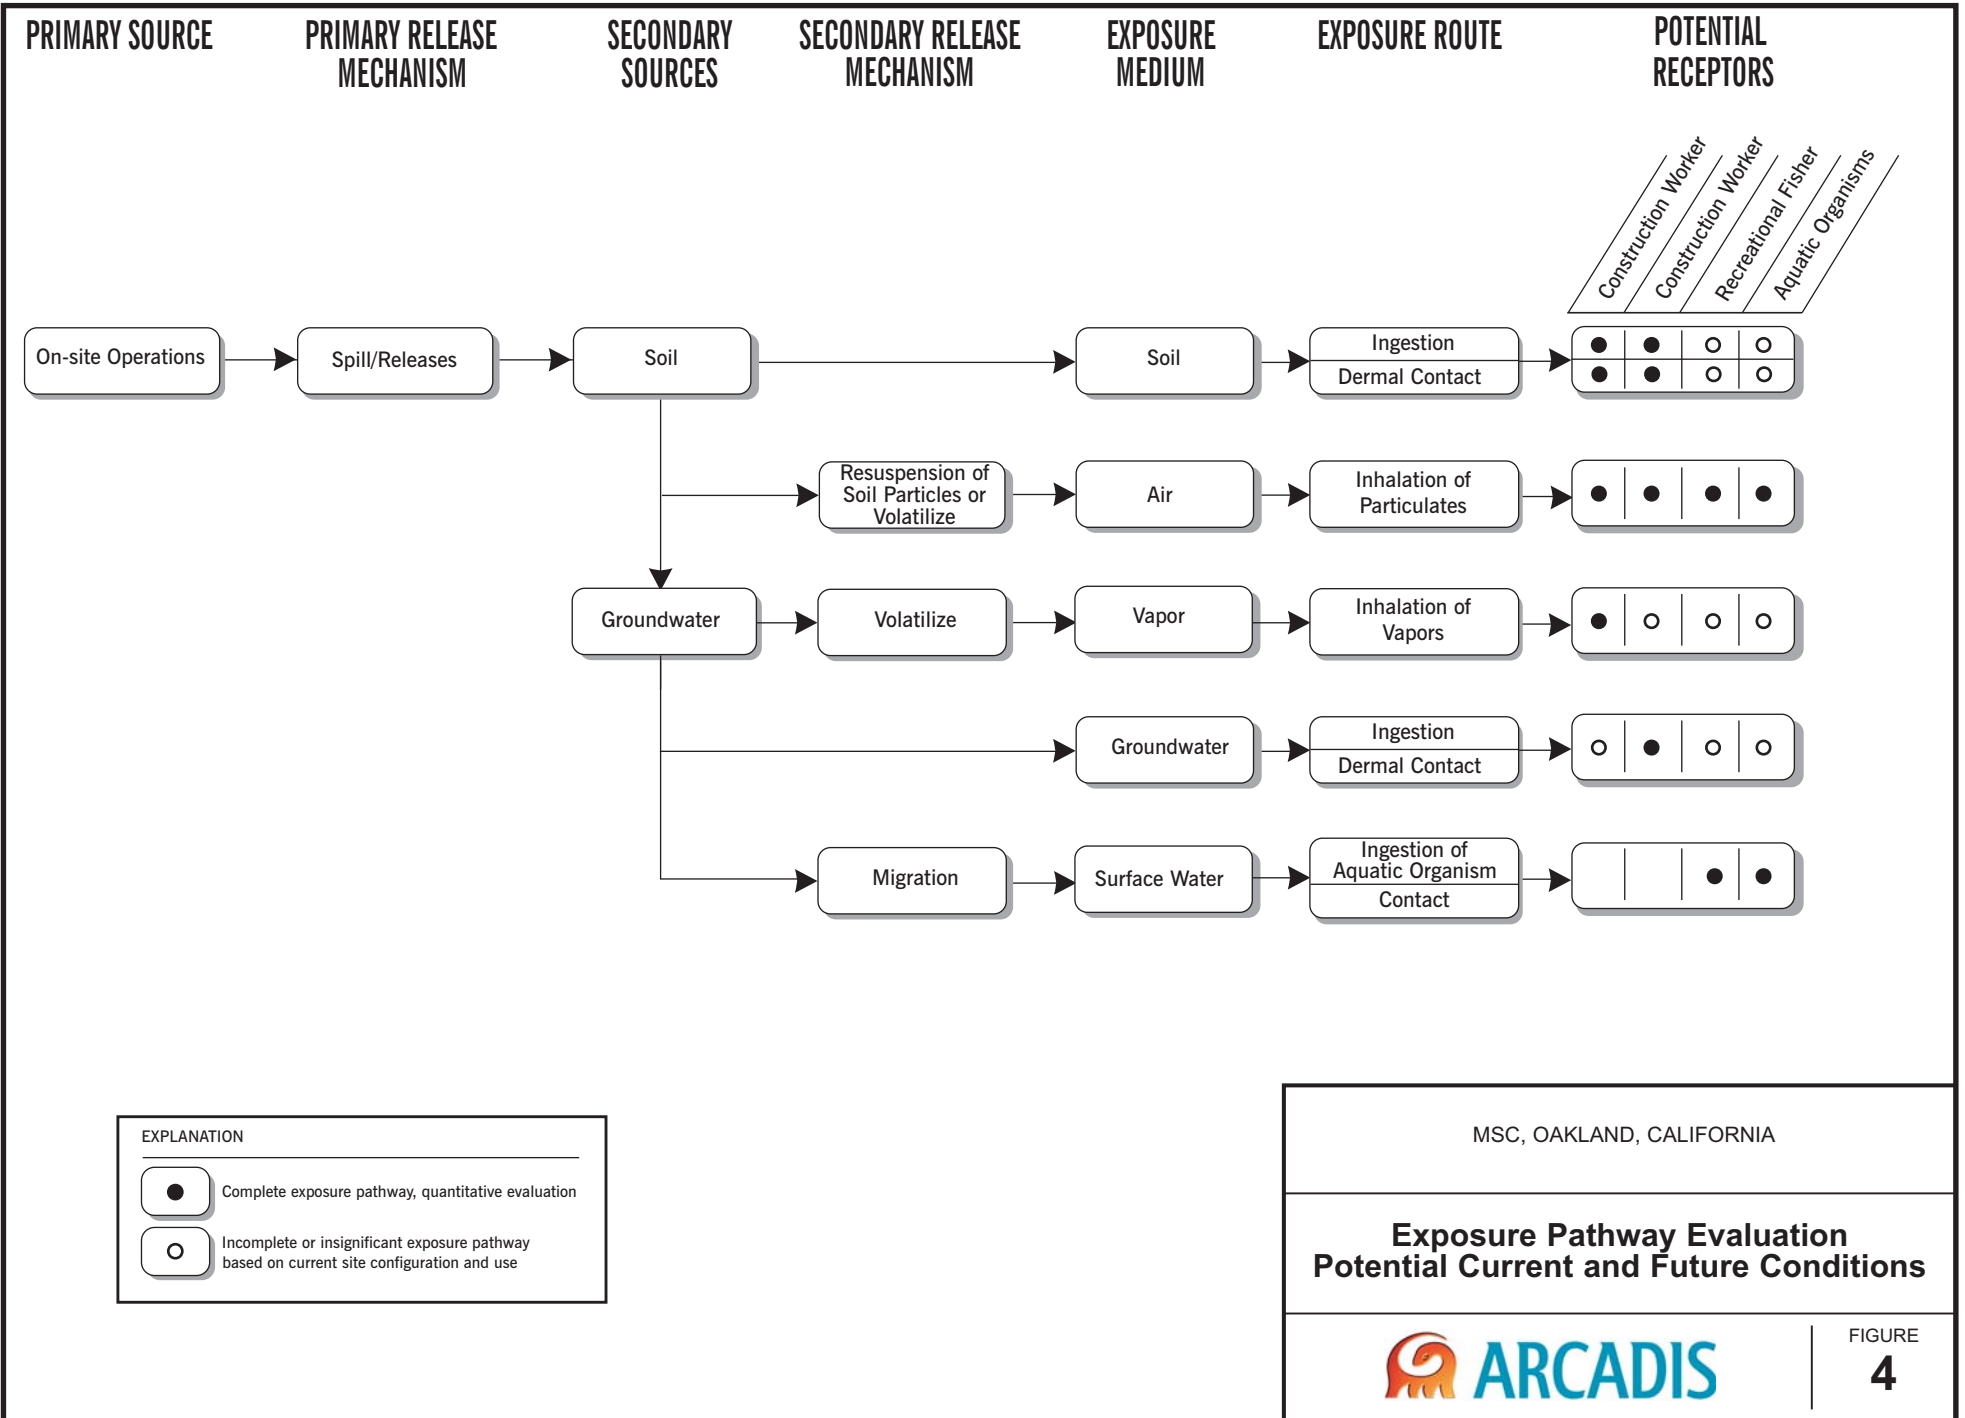 PRIMARY SOURCE
PRIMARY RELEASE
MECHANISM
SECONDARY
SOURCES
SECONDARY RELEASE
MECHANISM
EXPOSURE
MEDIUM
EXPOSURE ROUTE
POTENTIAL
RECEPTORS
Construction Worker
Construction Worker
Recreational Fisher
Aquatic Organisms
On-site Operations
Spill/Releases
Soil
Soil
Ingestion
Dermal Contact
Resuspension of
Soil Particles or
Volatilize
Air
Inhalation of
Particulates
Groundwater
Volatilize
Vapor
Inhalation of
Vapors
Groundwater
Ingestion
Dermal Contact
Migration
Surface Water
Ingestion of
Aquatic Organism
Contact
EXPLANATION
Complete exposure pathway, quantitative evaluation
Incomplete or insignificant exposure pathway
based on current site configuration and use
MSC, OAKLAND, CALIFORNIA
Exposure Pathway Evaluation
Potential Current and Future Conditions
ARCADIS
FIGURE
4